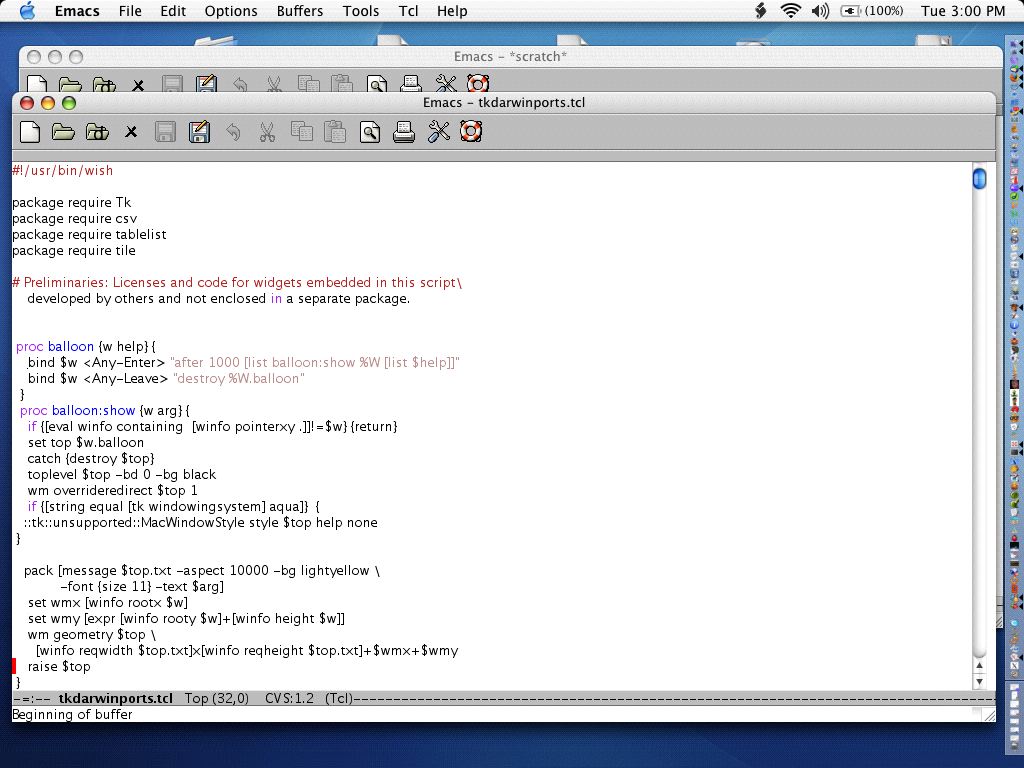 Emacs File Edit Options Buffers Tools Tcl Help (100%) Tue 3:00 PM
Emacs – *scratch*
Emacs – tkdarwinports.tcl
#!/usr/bin/wish
package require Tk
package require csv
package require tablelist
package require tile
# Preliminaries: Licenses and code for widgets embedded in this script\
developed by others and not enclosed in a separate package.
proc balloon {w help} {
bind $w <Any–Enter> "after 1000 [list balloon:show %W [list $help]]"
bind $w <Any–Leave> "destroy %W.balloon"
}
proc balloon:show {w arg} {
if {[eval winfo containing  [winfo pointerxy .]]!=$w} {return}
set top $w.balloon
catch {destroy $top}
toplevel $top –bd 0 –bg black
wm overrideredirect $top 1
if {[string equal [tk windowingsystem] aqua]}  {
::tk::unsupported::MacWindowStyle style $top help none
}
pack [message $top.txt –aspect 10000 –bg lightyellow \
–font {size 11} –text $arg]
set wmx [winfo rootx $w]
set wmy [expr [winfo rooty $w]+[winfo height $w]]
wm geometry $top \
[winfo reqwidth $top.txt]x[winfo reqheight $top.txt]+$wmx+$wmy
raise $top
}
–=:–– tkdarwinports.tcl Top (32,0) CVS:1.2 (Tcl)––––––––––––––––––––––––––––––––––––––––––––––––––––––––––––––––
Beginning of buffer